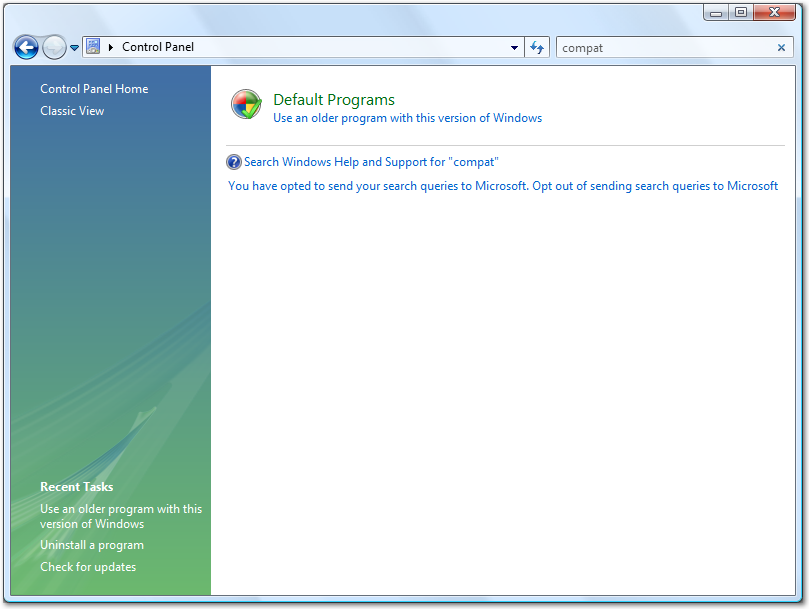 Control Panel
compat
Control Panel Home
Classic View
Default Programs
Use an older program with this version of Windows
Search Windows Help and Support for "compat"
You have opted to send your search queries to Microsoft. Opt out of sending search queries to Microsoft
Recent Tasks
Use an older program with this
version of Windows
Uninstall a program
Check for updates